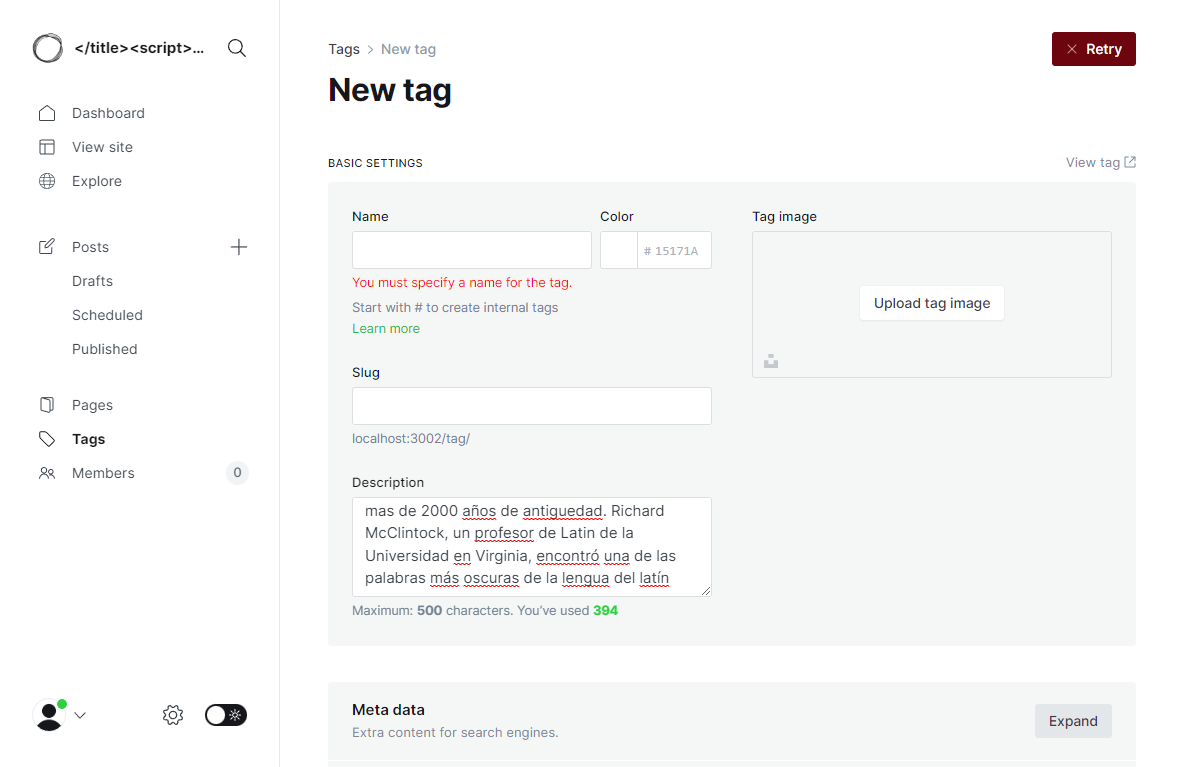 </title><script>...
Dashboard
View site
Explore
Posts
Drafts
Scheduled
Published
Pages
Tags
Members
0
Tags > New tag
Retry
New tag
BASIC SETTINGS
View tag
Name
Color
Tag image
# 15171A
You must specify a name for the tag.
Start with # to create internal tags
Learn more
Upload tag image
Slug
localhost:3002/tag/
Description
mas de 2000 años de antiguedad. Richard
McClintock, un profesor de Latin de la
Universidad en Virginia, encontró una de las
palabras más oscuras de la lengua del latín
Maximum: 500 characters. You’ve used 394
Meta data
Extra content for search engines.
Expand